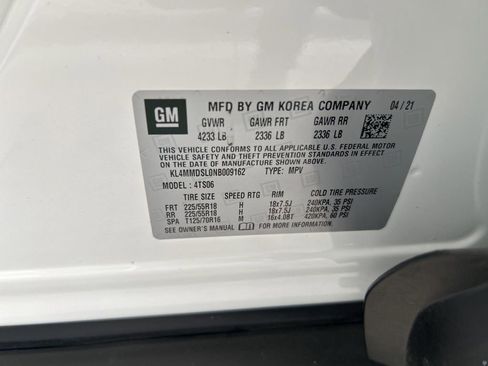 GM MFD BY GM KOREA COMPANY 04/21
GVWR GAWR FRT GAWR RR
4233 LB 2336 LB 2336 LB
THIS VEHICLE CONFORMS TO ALL APPLICABLE U.S. FEDERAL MOTOR
VEHICLE SAFETY, BUMPER, AND THEFT PREVENTION STANDARDS IN
EFFECT ON THE DATE OF MANUFACTURE SHOWN ABOVE.
KL4MMDSL0NB009162 TYPE: MPV
MODEL: 4TS06
TIRE SIZE SPEED RTG RIM COLD TIRE PRESSURE
FRT 225/55R18 H 18x7.5J 240KPA, 35 PSI
RR 225/55R18 H 18x7.5J 240KPA, 35 PSI
SPA T125/70R16 M 16x4.0BT 420KPA, 60 PSI
SEE OWNER'S MANUAL